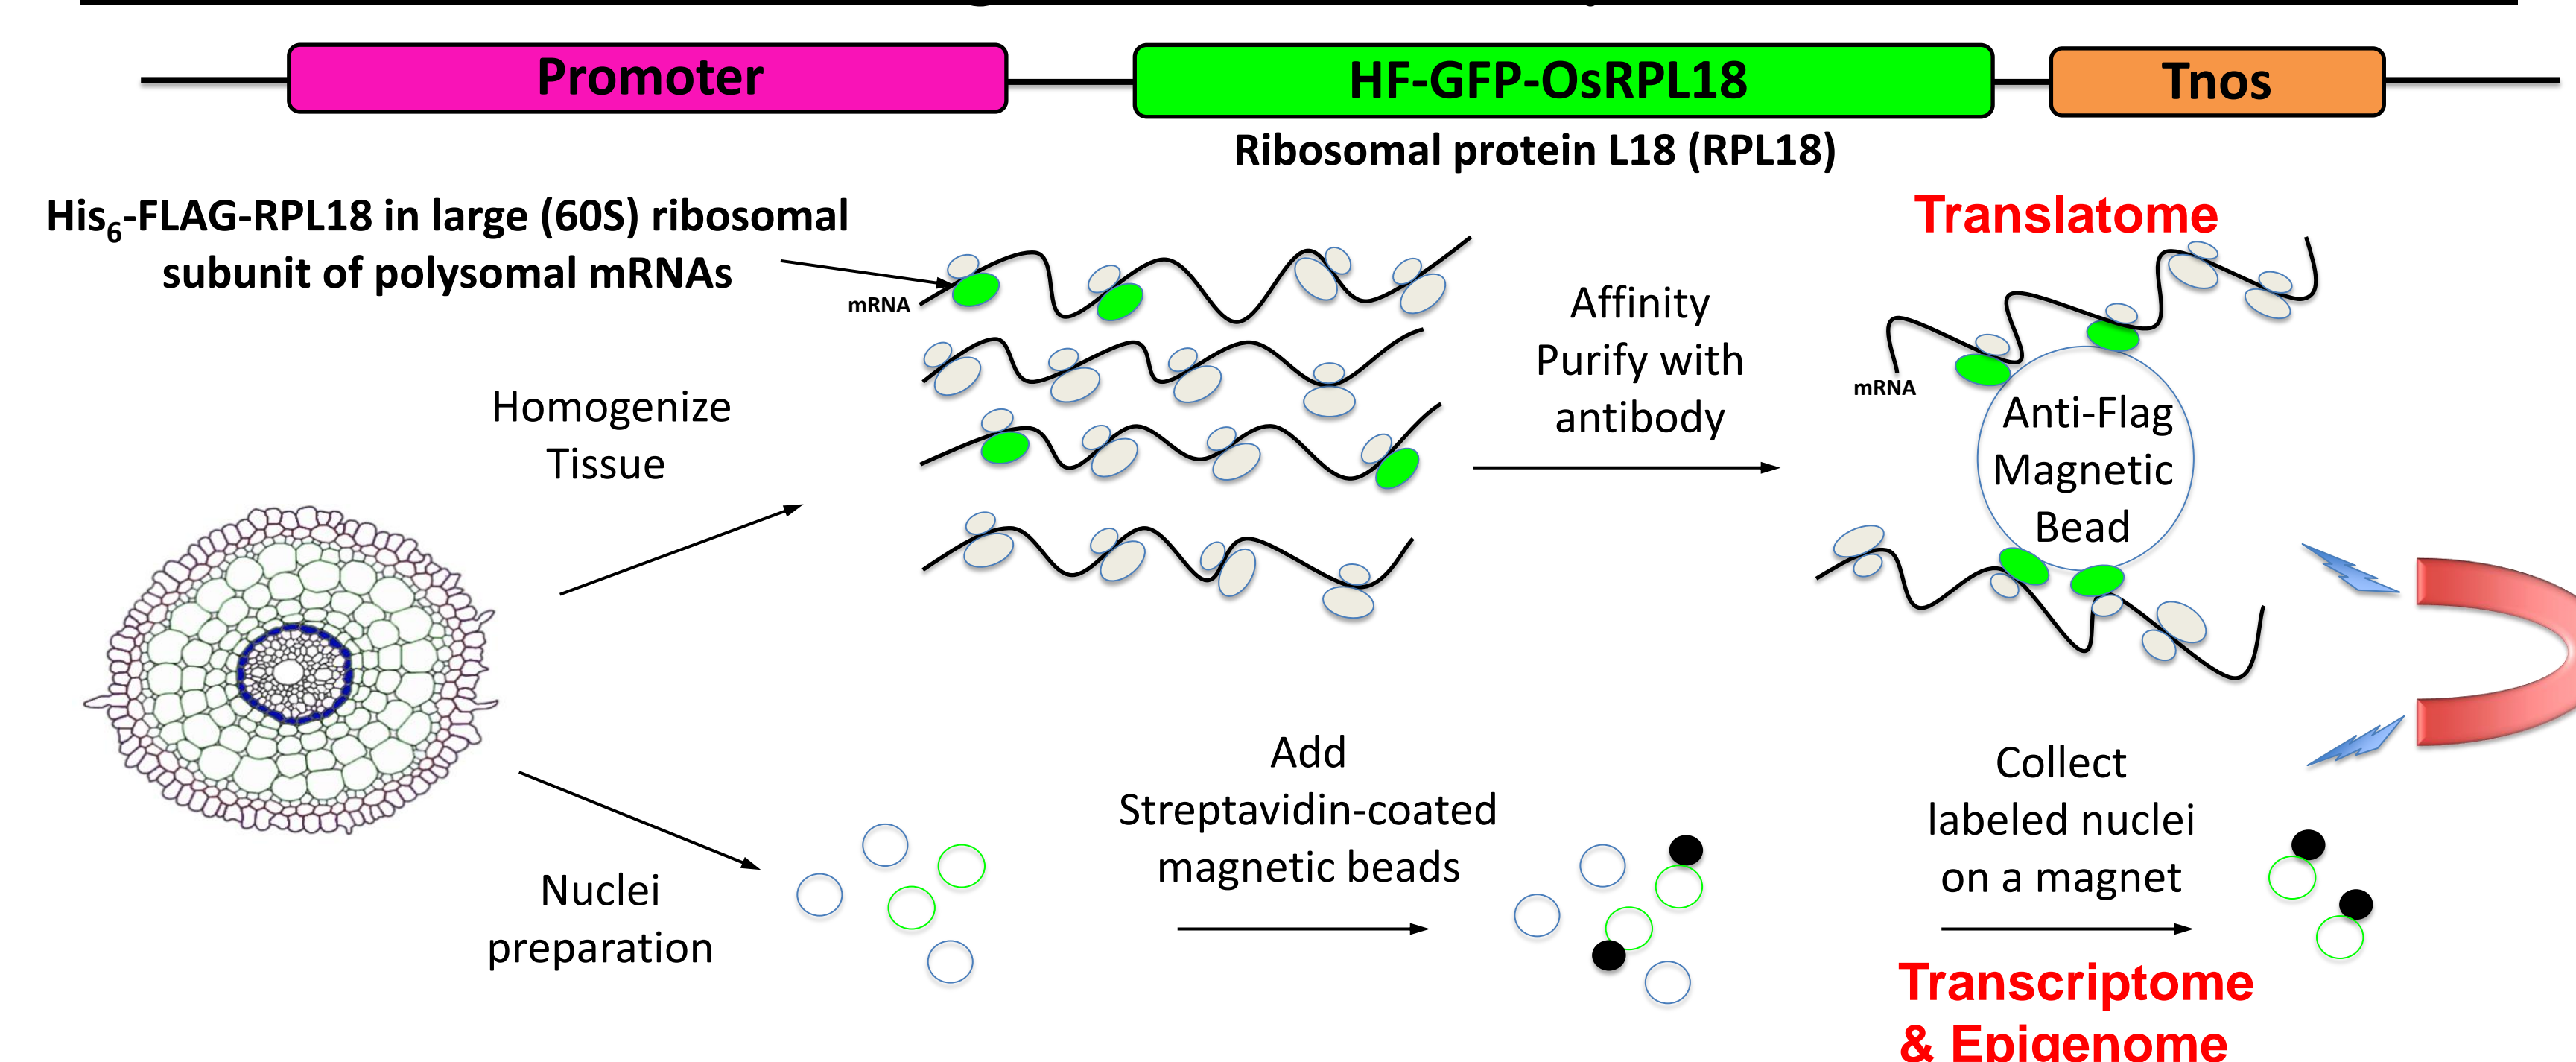 Promoter
HF-GFP-OsRPL18
Tnos
Ribosomal protein L18 (RPL18)
His6-FLAG-RPL18 in large (60S) ribosomal
subunit of polysomal mRNAs
mRNA
Homogenize
Tissue
Affinity
Purify with
antibody
Translatome
mRNA
Anti-Flag
Magnetic
Bead
Nuclei
preparation
Add
Streptavidin-coated
magnetic beads
Collect
labeled nuclei
on a magnet
Transcriptome
& Epigenome